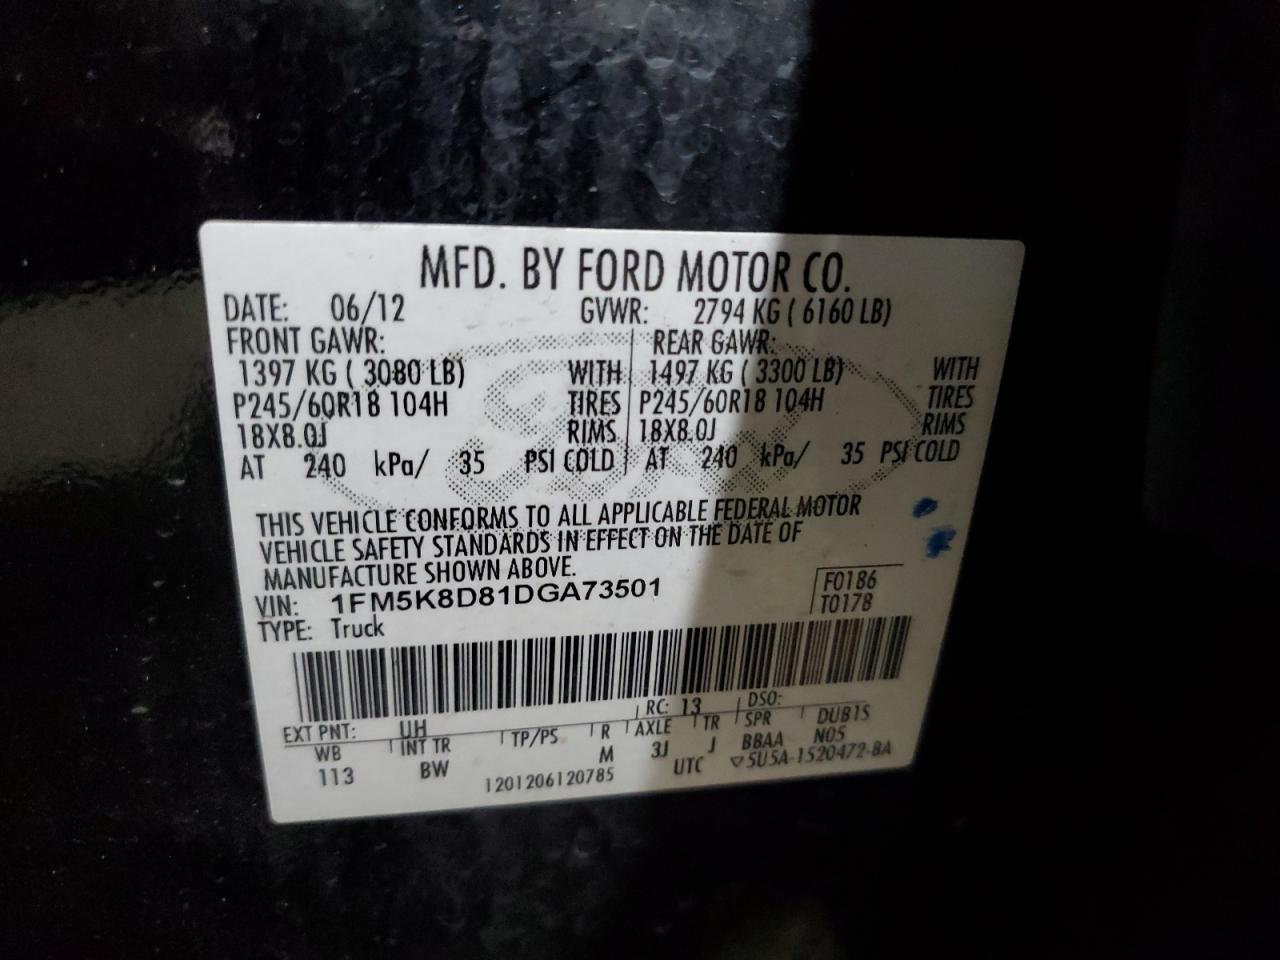 MFD. BY FORD MOTOR CO.
DATE: 06/12 GVWR: 2794 KG ( 6160 LB)
FRONT GAWR: REAR GAWR:
1397 KG ( 3080 LB) WITH 1497 KG ( 3300 LB) WITH
P245/60R18 104H TIRES P245/60R18 104H TIRES
18X8.0J RIMS 18X8.0J RIMS
AT 240 kPa/ 35 PSI COLD AT 240 kPa/ 35 PSI COLD
THIS VEHICLE CONFORMS TO ALL APPLICABLE FEDERAL MOTOR
VEHICLE SAFETY STANDARDS IN EFFECT ON THE DATE OF
MANUFACTURE SHOWN ABOVE.
VIN: 1FM5K8D81DGA73501
TYPE: Truck
F0186
T0178
EXT PNT: UH RC: 13 DSO:
WB INT TR TP/PS R AXLE TR SPR DUB1S
113 BW M 3J J BBAA N05
1201206120785 UTC ▽5U5A-1520472-BA